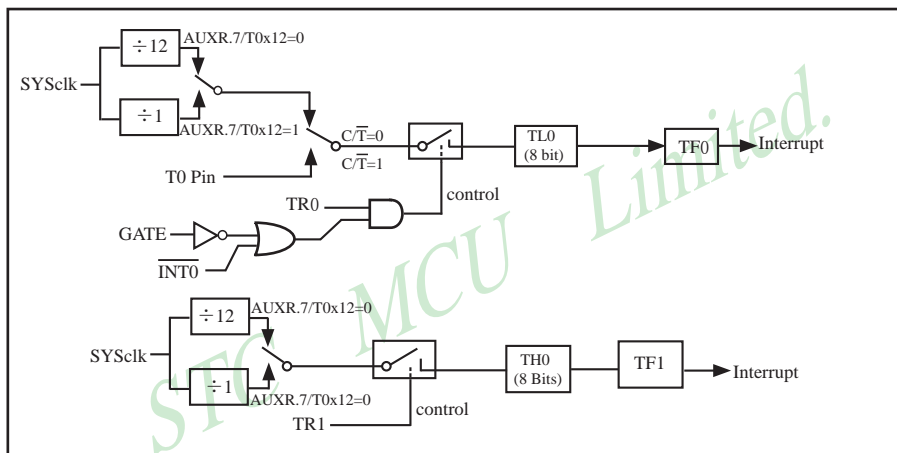 ÷12
AUXR.7/T0x12=0
SYSclk
÷1
AUXR.7/T0x12=1
C/T̅=0
C/T̅=1
T0 Pin
TL0
(8 bit)
TF0
Interrupt
control
TR0
GATE
I̅N̅T̅0̅
÷12
AUXR.7/T0x12=0
SYSclk
÷1
AUXR.7/T0x12=0
TH0
(8 Bits)
TF1
Interrupt
control
TR1
STC MCU Limited.